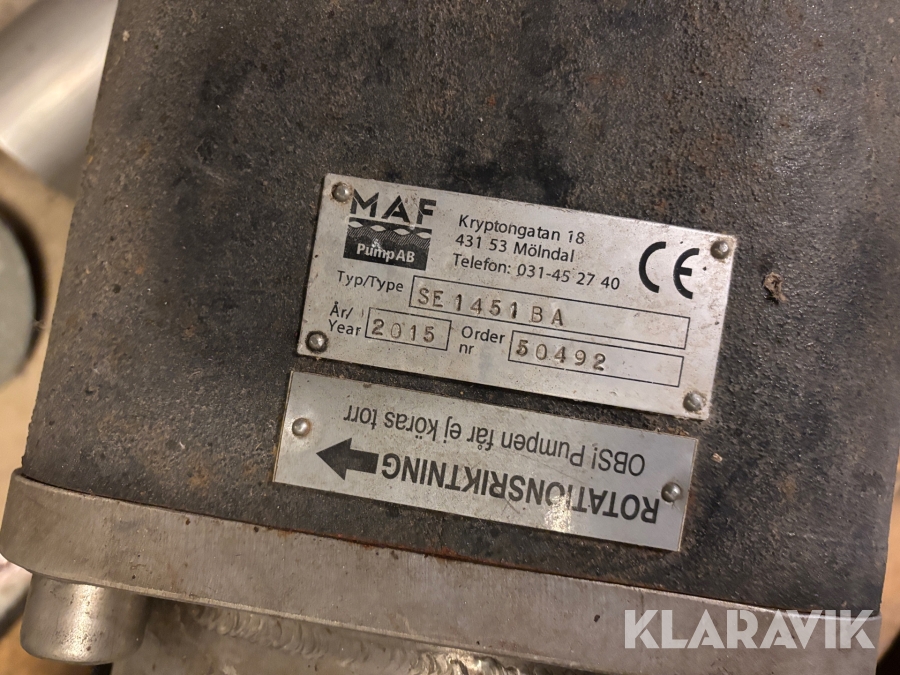 MAF
PumpAB
Kryptongatan 18
431 53 Mölndal
Telefon: 031-45 27 40
CE
Typ/Type SE 1451 BA
År/Year 2015 Order nr 50492
ROTATIONSRIKTNING
OBS! Pumpen får ej köras torr
KLARAVIK